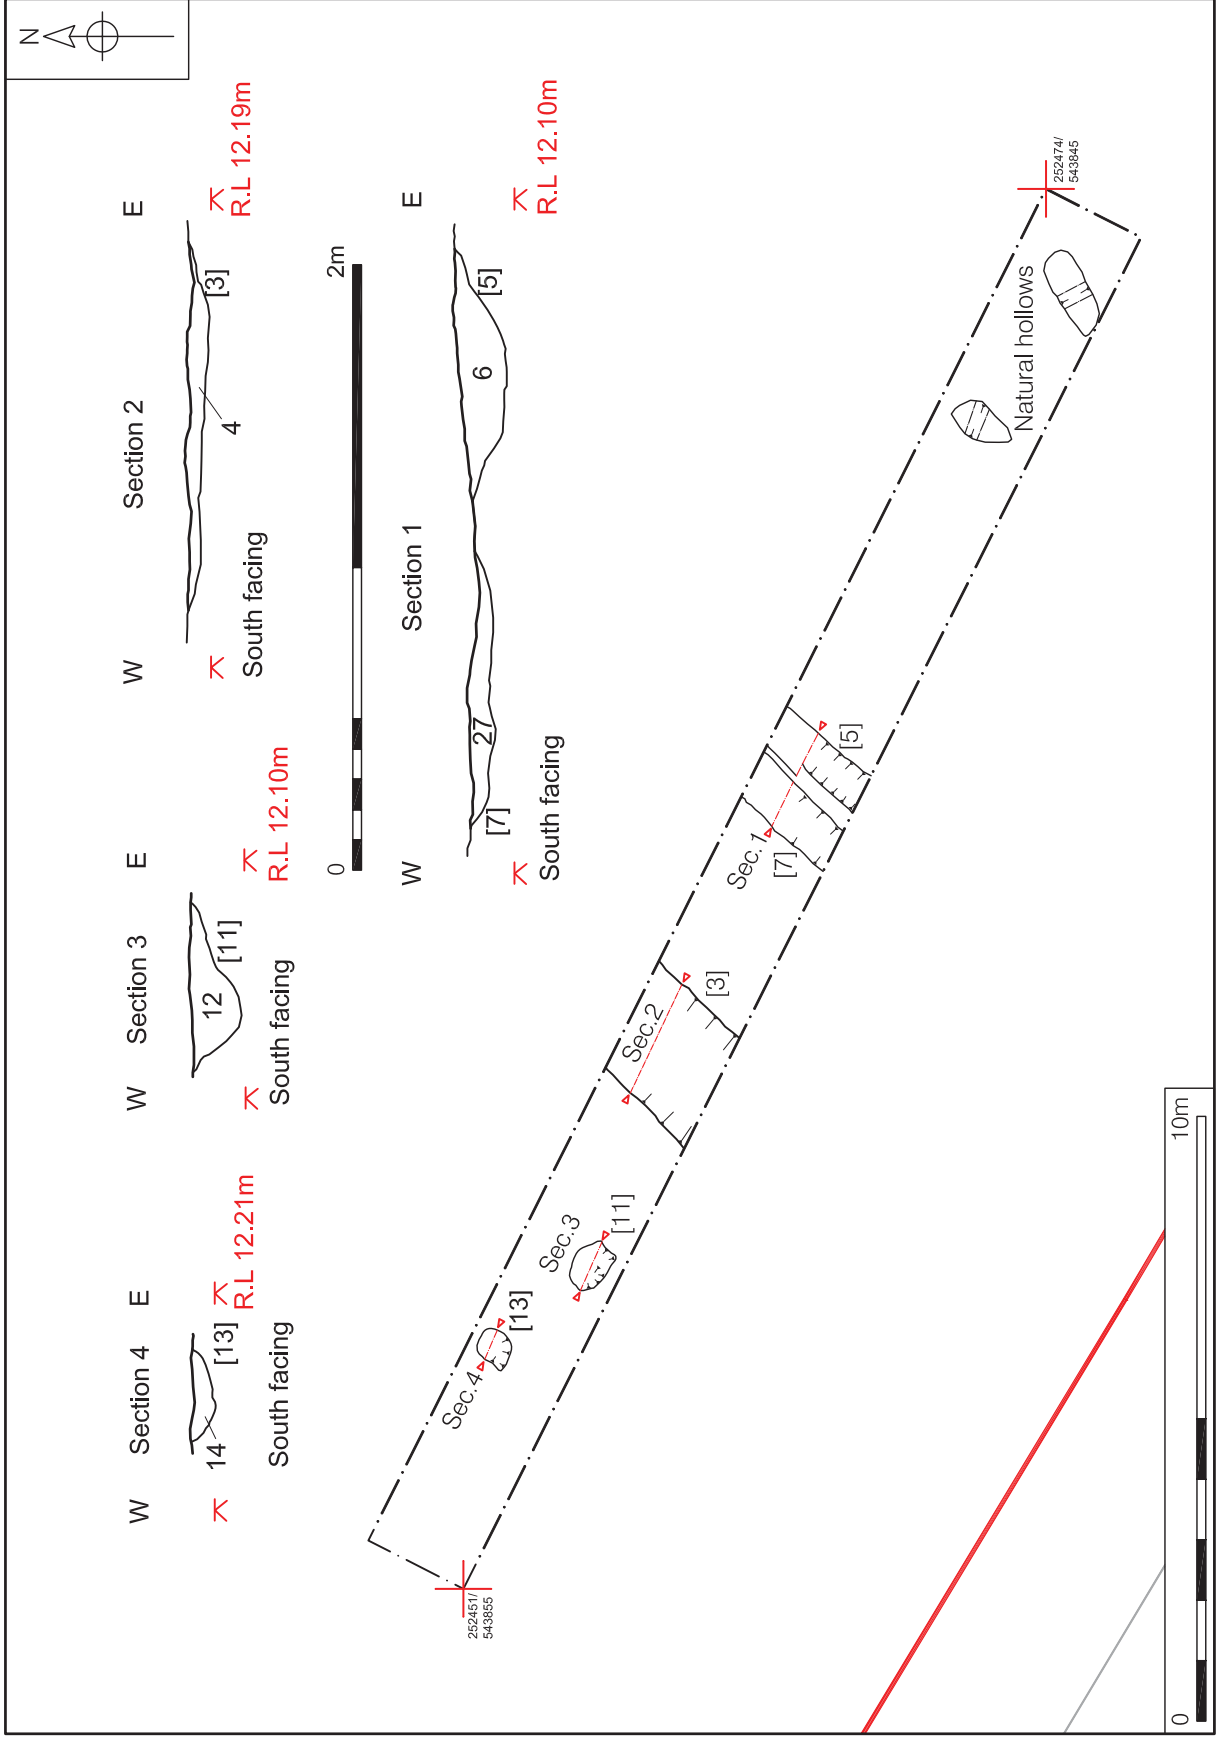 N
W Section 4 E
14
[13]
R.L 12.21m
South facing
W Section 3 E
12
[11]
R.L 12.10m
South facing
W Section 2 E
4
[3]
R.L 12.19m
South facing
0 2m
W Section 1 E
[7]
27
6
[5]
R.L 12.10m
South facing
Sec.4
[13]
Sec.3
[11]
Sec.2
[3]
Sec.1
[7]
[5]
Natural hollows
252451/
543855
252474/
543845
0 10m